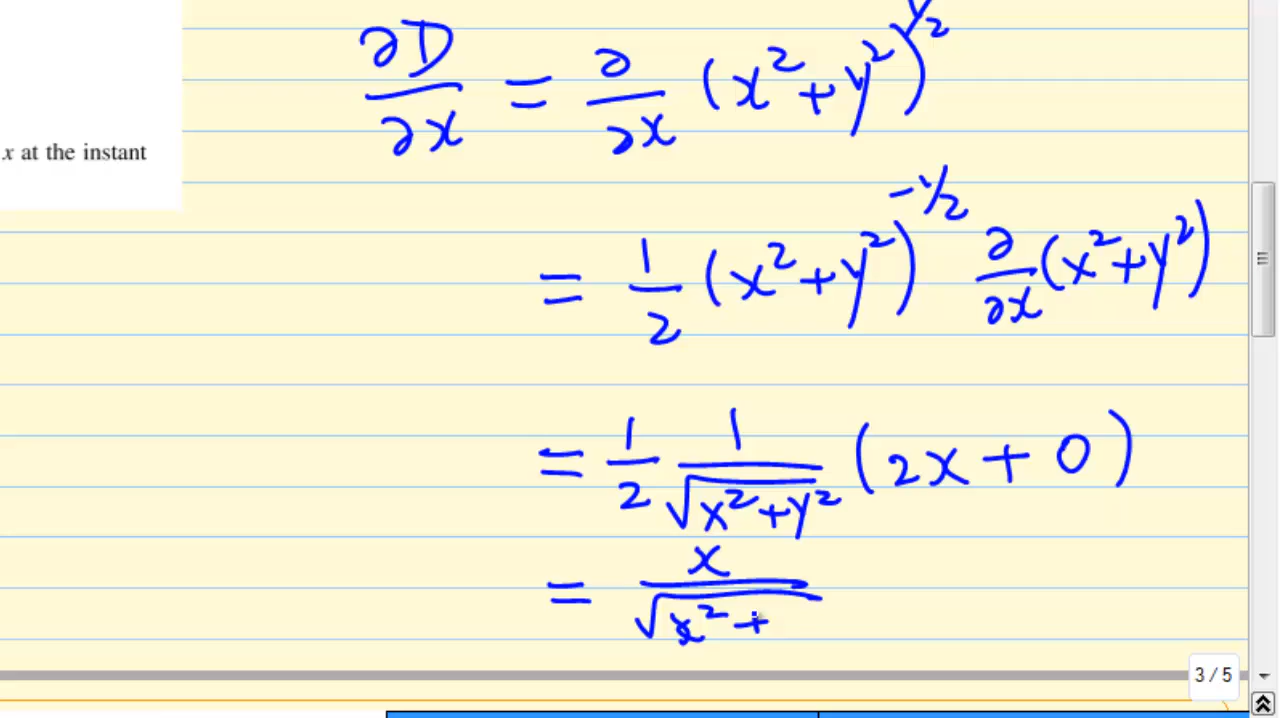 ∂D/∂x = ∂/∂x (x²+y²)^1/2
x at the instant
= 1/2 (x²+y²)^-1/2 ∂/∂x (x²+y²)
= 1/2 1/√(x²+y²) (2x + 0)
= x/√(x² +
3 / 5